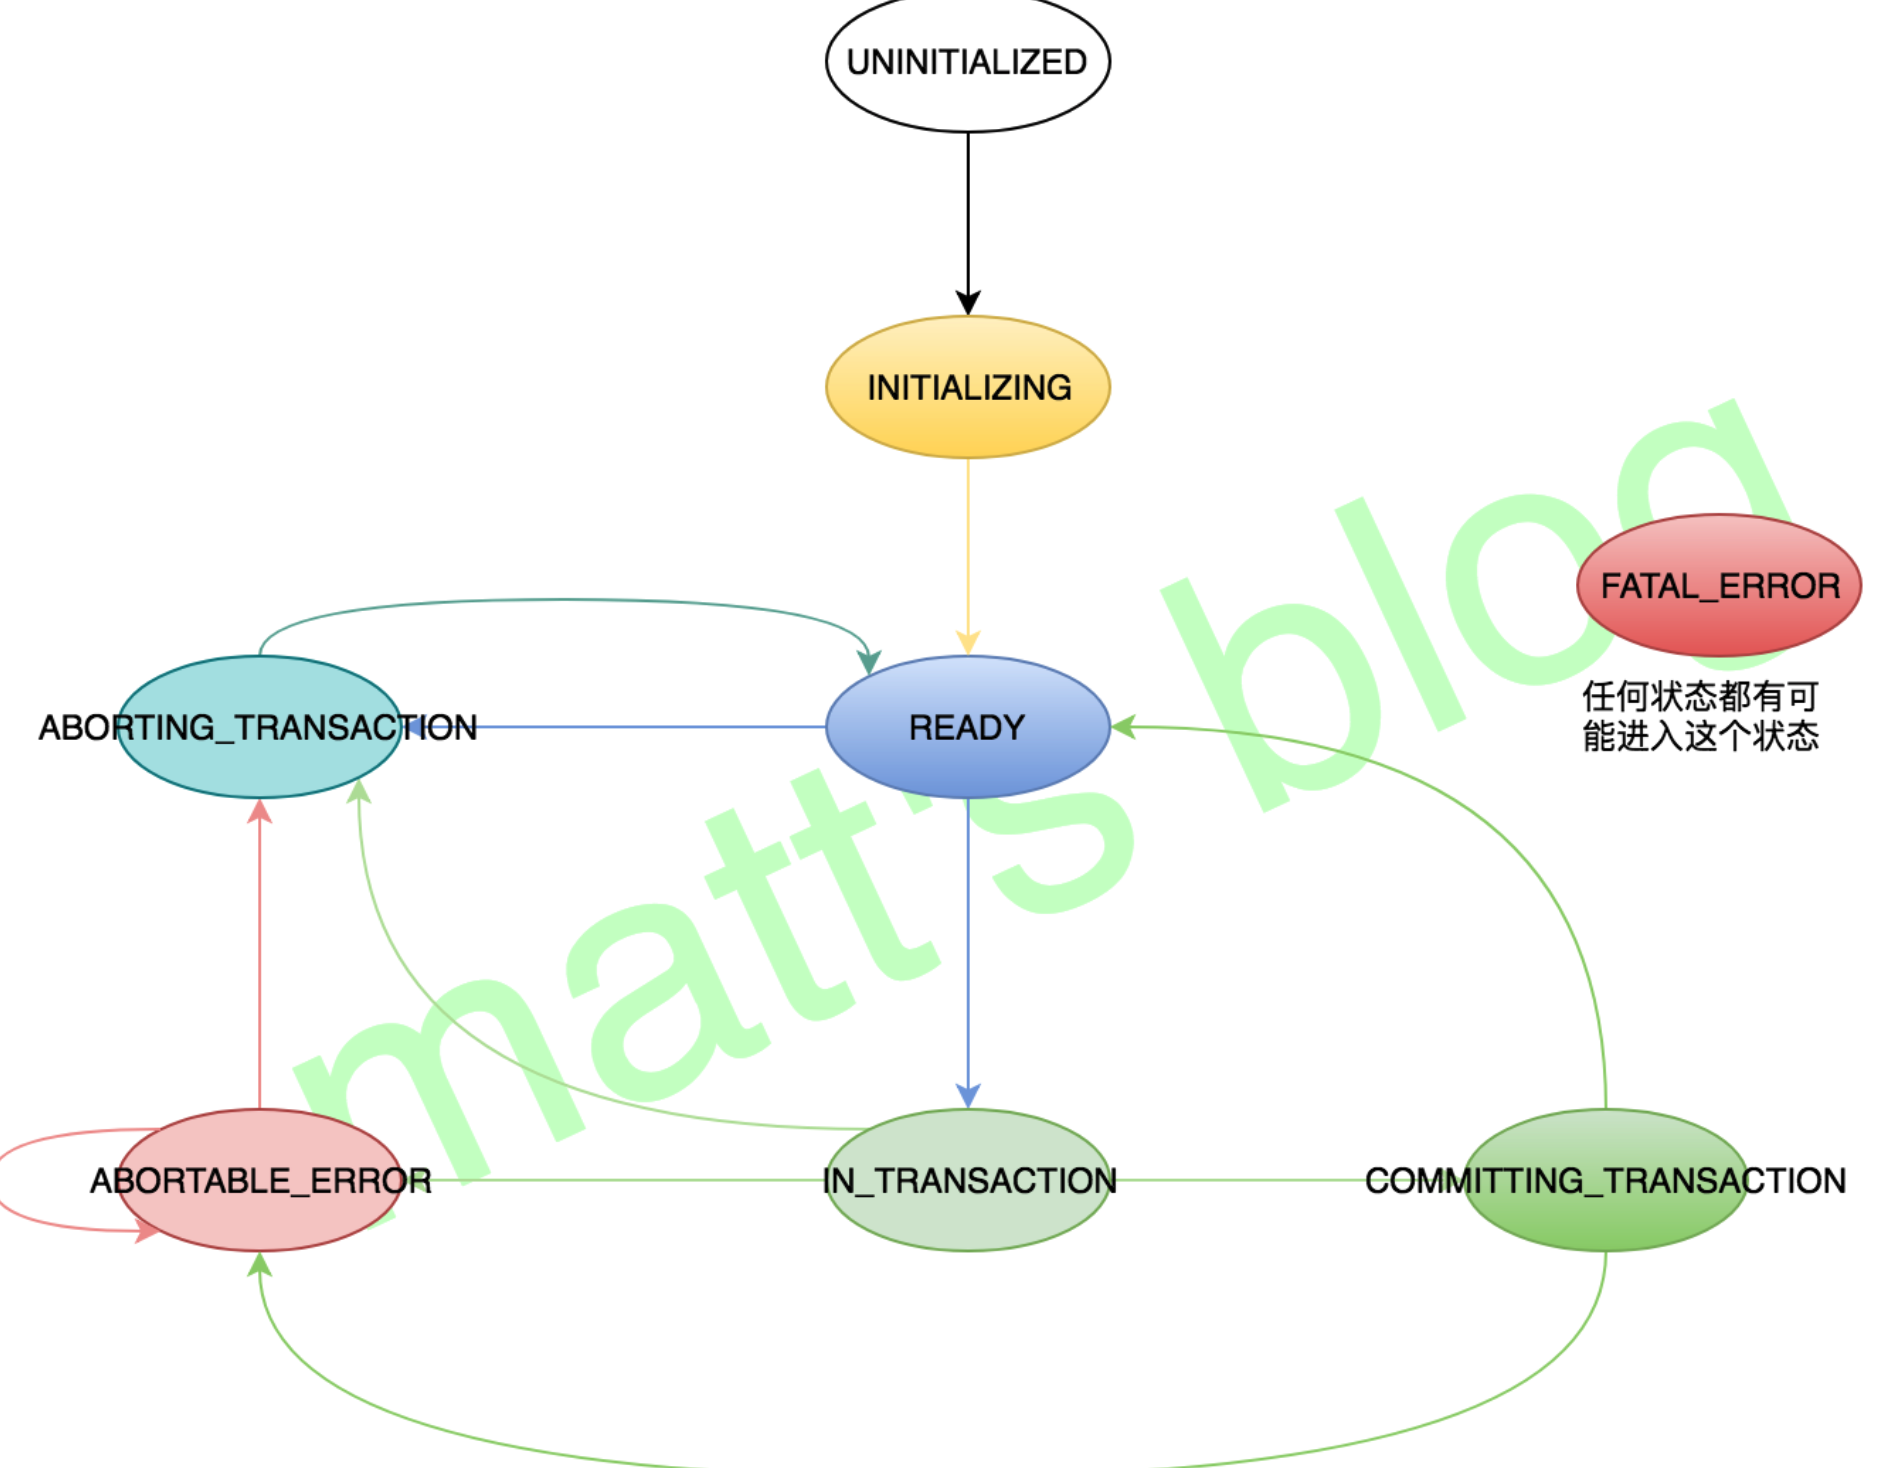 UNINITIALIZED
INITIALIZING
FATAL_ERROR
任何状态都有可
能进入这个状态
ABORTING_TRANSACTION
READY
matt's blog
ABORTABLE_ERROR
IN_TRANSACTION
COMMITTING_TRANSACTION